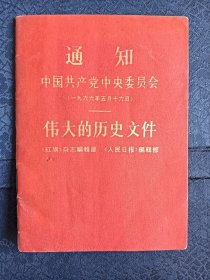 通知
中国共产党中央委员会
（一九六六年五月十六日）
伟大的历史文件
《红旗》杂志编辑部 《人民日报》编辑部